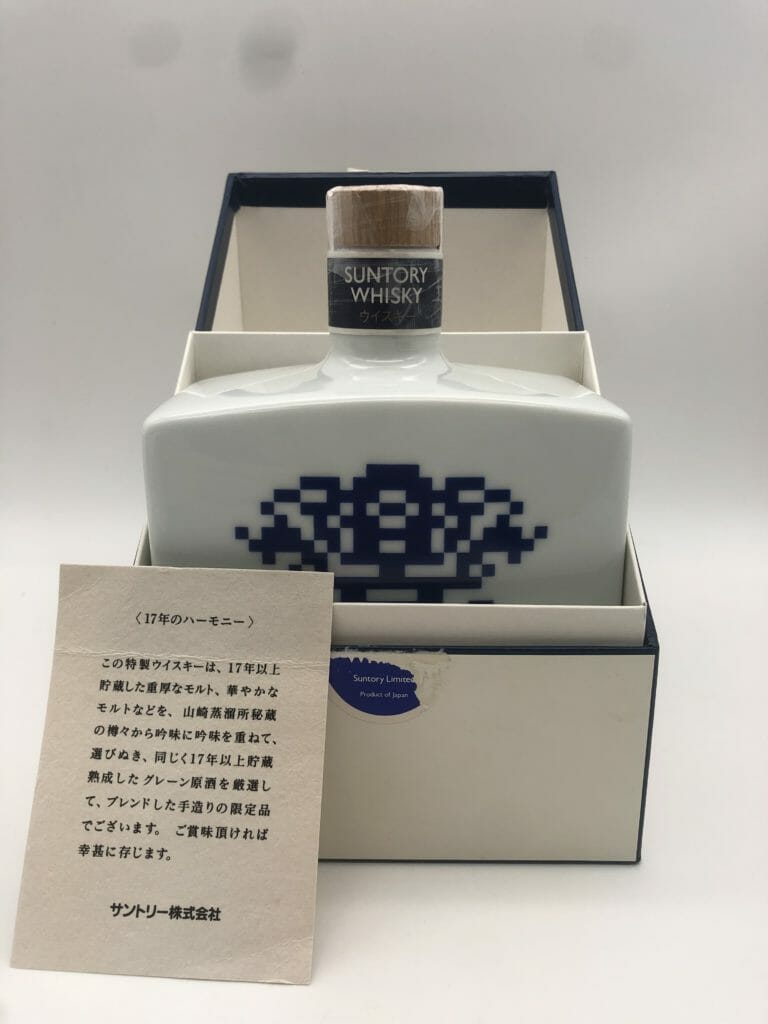 SUNTORY
WHISKY
ウイスキー
Suntory Limited
Product of Japan
〈17年のハーモニー〉
この特製ウイスキーは、17年以上
貯蔵した重厚なモルト、華やかな
モルトなどを、山崎蒸溜所秘蔵
の樽々から吟味に吟味を重ねて、
選びぬき、同じく17年以上貯蔵
熟成したグレーン原酒を厳選し
て、ブレンドした手造りの限定品
でございます。ご賞味頂ければ
幸甚に存じます。
サントリー株式会社